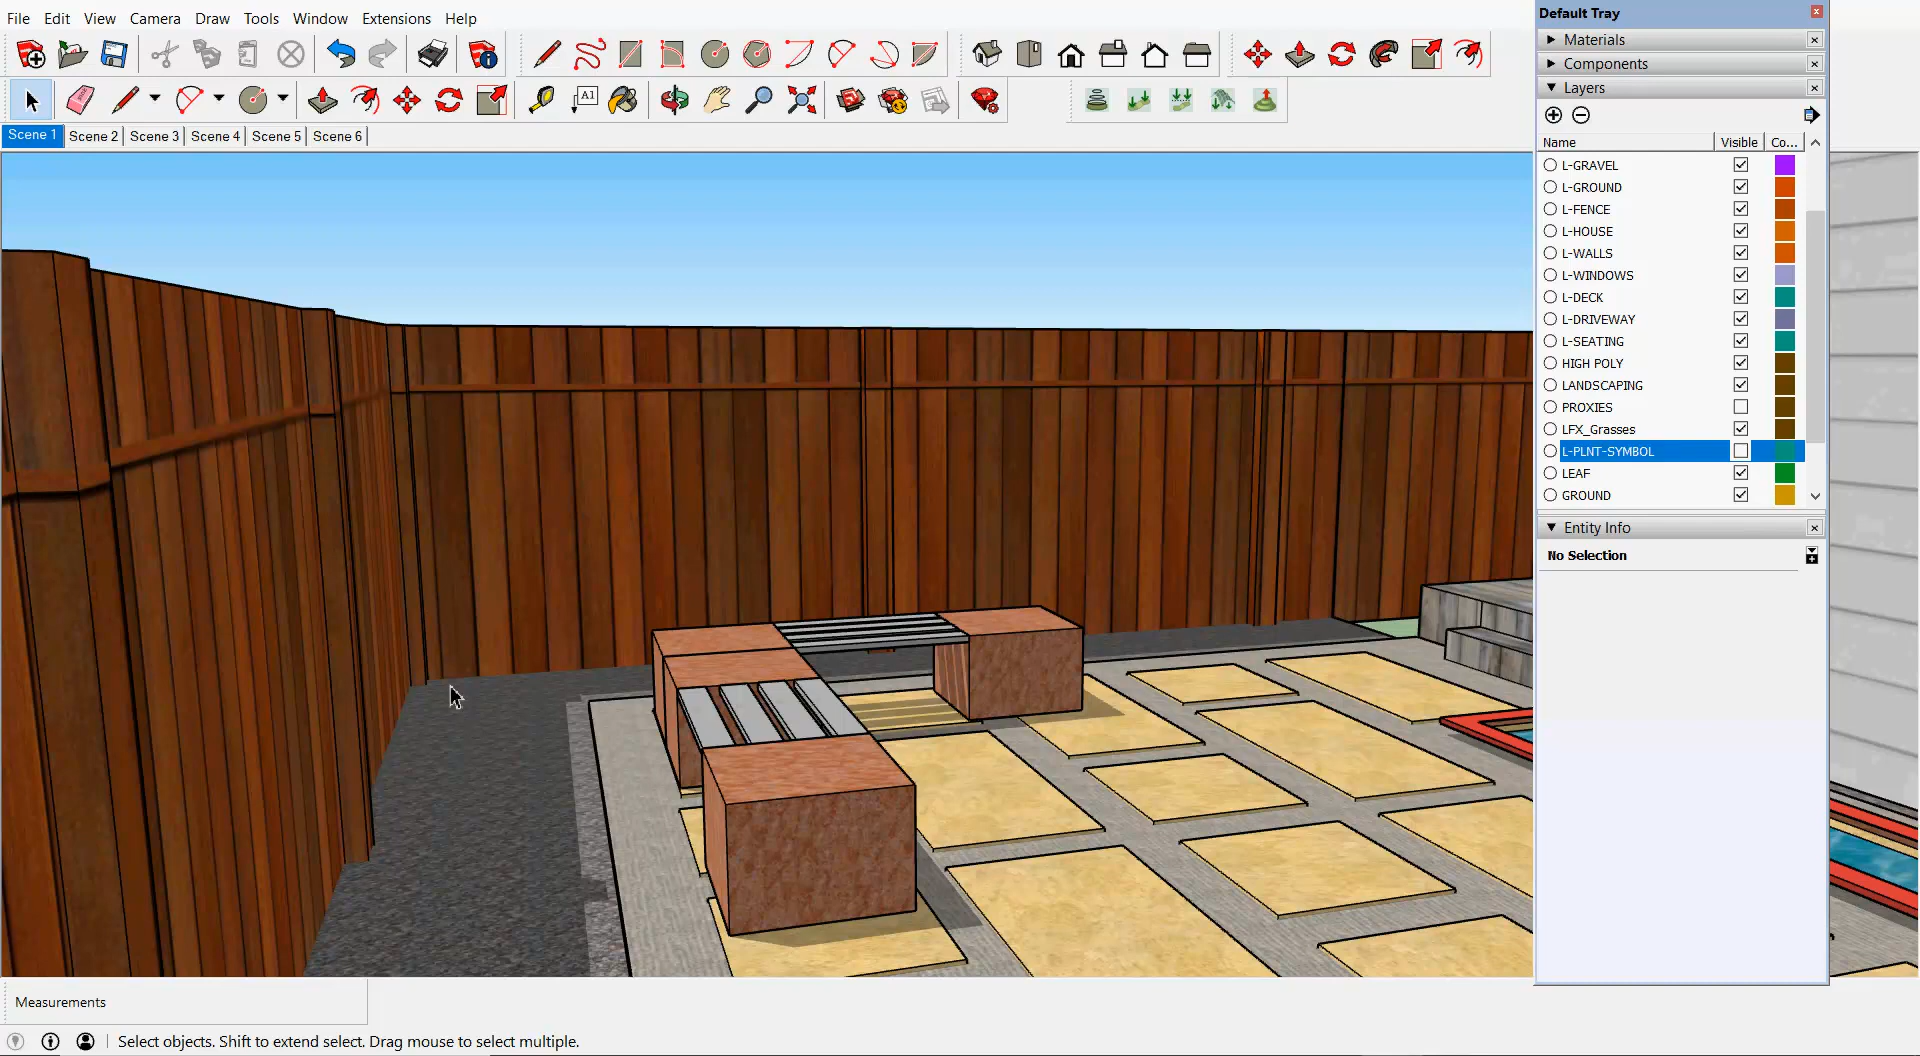 File Edit View Camera Draw Tools Window Extensions Help
A1
Scene 1 Scene 2 Scene 3 Scene 4 Scene 5 Scene 6
Default Tray
Materials
Components
Layers
Name Visible Co...
L-GRAVEL
L-GROUND
L-FENCE
L-HOUSE
L-WALLS
L-WINDOWS
L-DECK
L-DRIVEWAY
L-SEATING
HIGH POLY
LANDSCAPING
PROXIES
LFX_Grasses
L-PLNT-SYMBOL
LEAF
GROUND
Entity Info
No Selection
Measurements
Select objects. Shift to extend select. Drag mouse to select multiple.